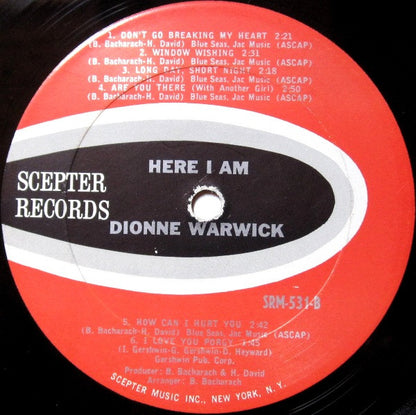 1. DON'T GO BREAKING MY HEART 2:21
(B. Bacharach-H. David) Blue Seas, Jac Music (ASCAP)
2. WINDOW WISHING 2:31
(B. Bacharach-H. David) Blue Seas, Jac Music (ASCAP)
3. LONG DAY, SHORT NIGHT 2:18
(B. Bacharach-H. David) Blue Seas, Jac Music (ASCAP)
4. ARE YOU THERE (With Another Girl) 2:50
(B. Bacharach-H. David) Blue Seas, Jac Music (ASCAP)
HERE I AM
SCEPTER
RECORDS
DIONNE WARWICK
SRM-531-B
5. HOW CAN I HURT YOU 2:42
(B. Bacharach-H. David) Blue Seas, Jac Music (ASCAP)
6. I LOVE YOU PORGY :45
(I. Gershwin-G. Gershwin-D. Heyward)
Gershwin Pub. Corp.
Producer: B. Bacharach & H. David
Arranger: B. Bacharach
SCEPTER MUSIC INC., NEW YORK, N.Y.